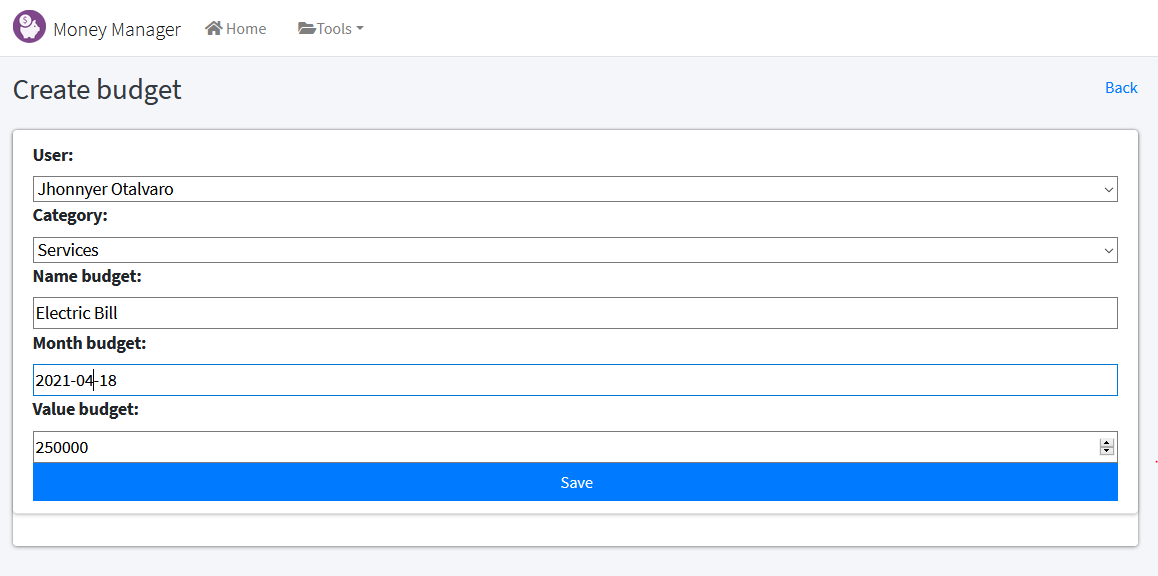 Money Manager Home Tools
Create budget Back
User:
Jhonnyer Otalvaro
Category:
Services
Name budget:
Electric Bill
Month budget:
2021-04-18
Value budget:
250000
Save